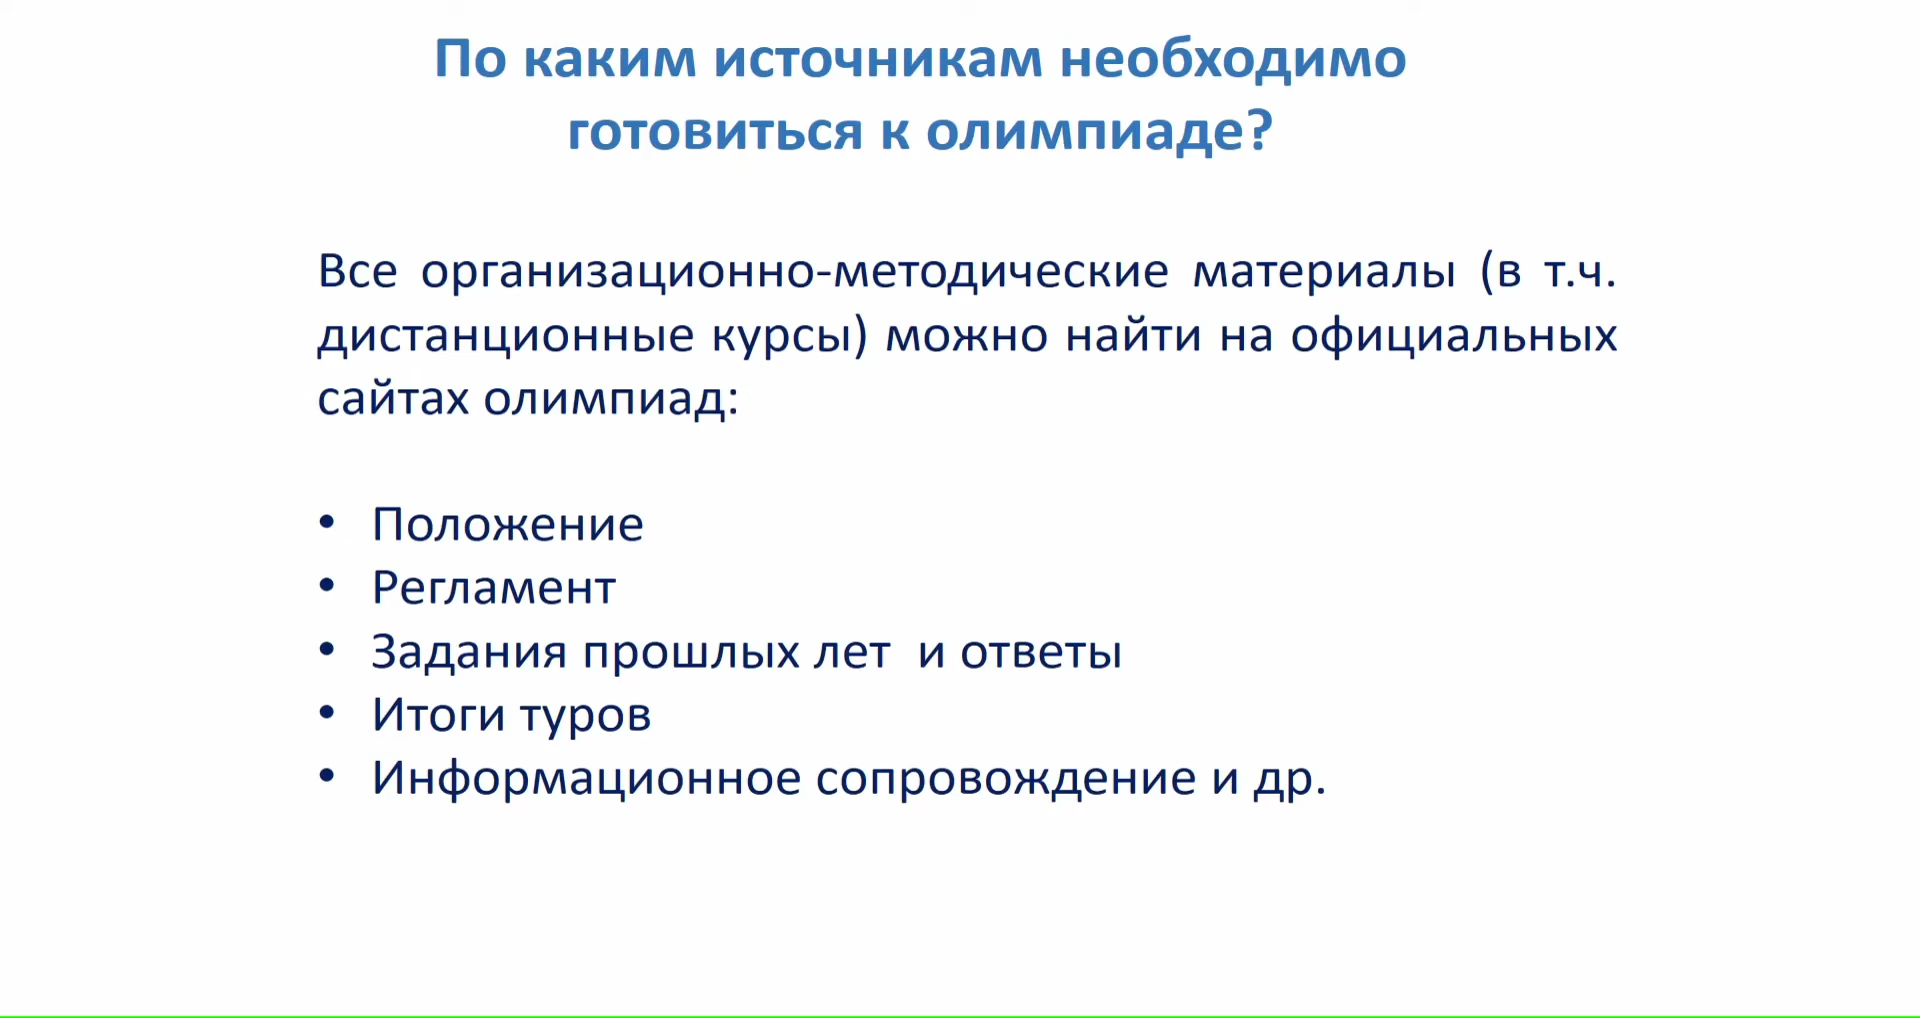 По каким источникам необходимо
готовиться к олимпиаде?
Все организационно-методические материалы (в т.ч.
дистанционные курсы) можно найти на официальных
сайтах олимпиад:
• Положение
• Регламент
• Задания прошлых лет  и ответы
• Итоги туров
• Информационное сопровождение и др.